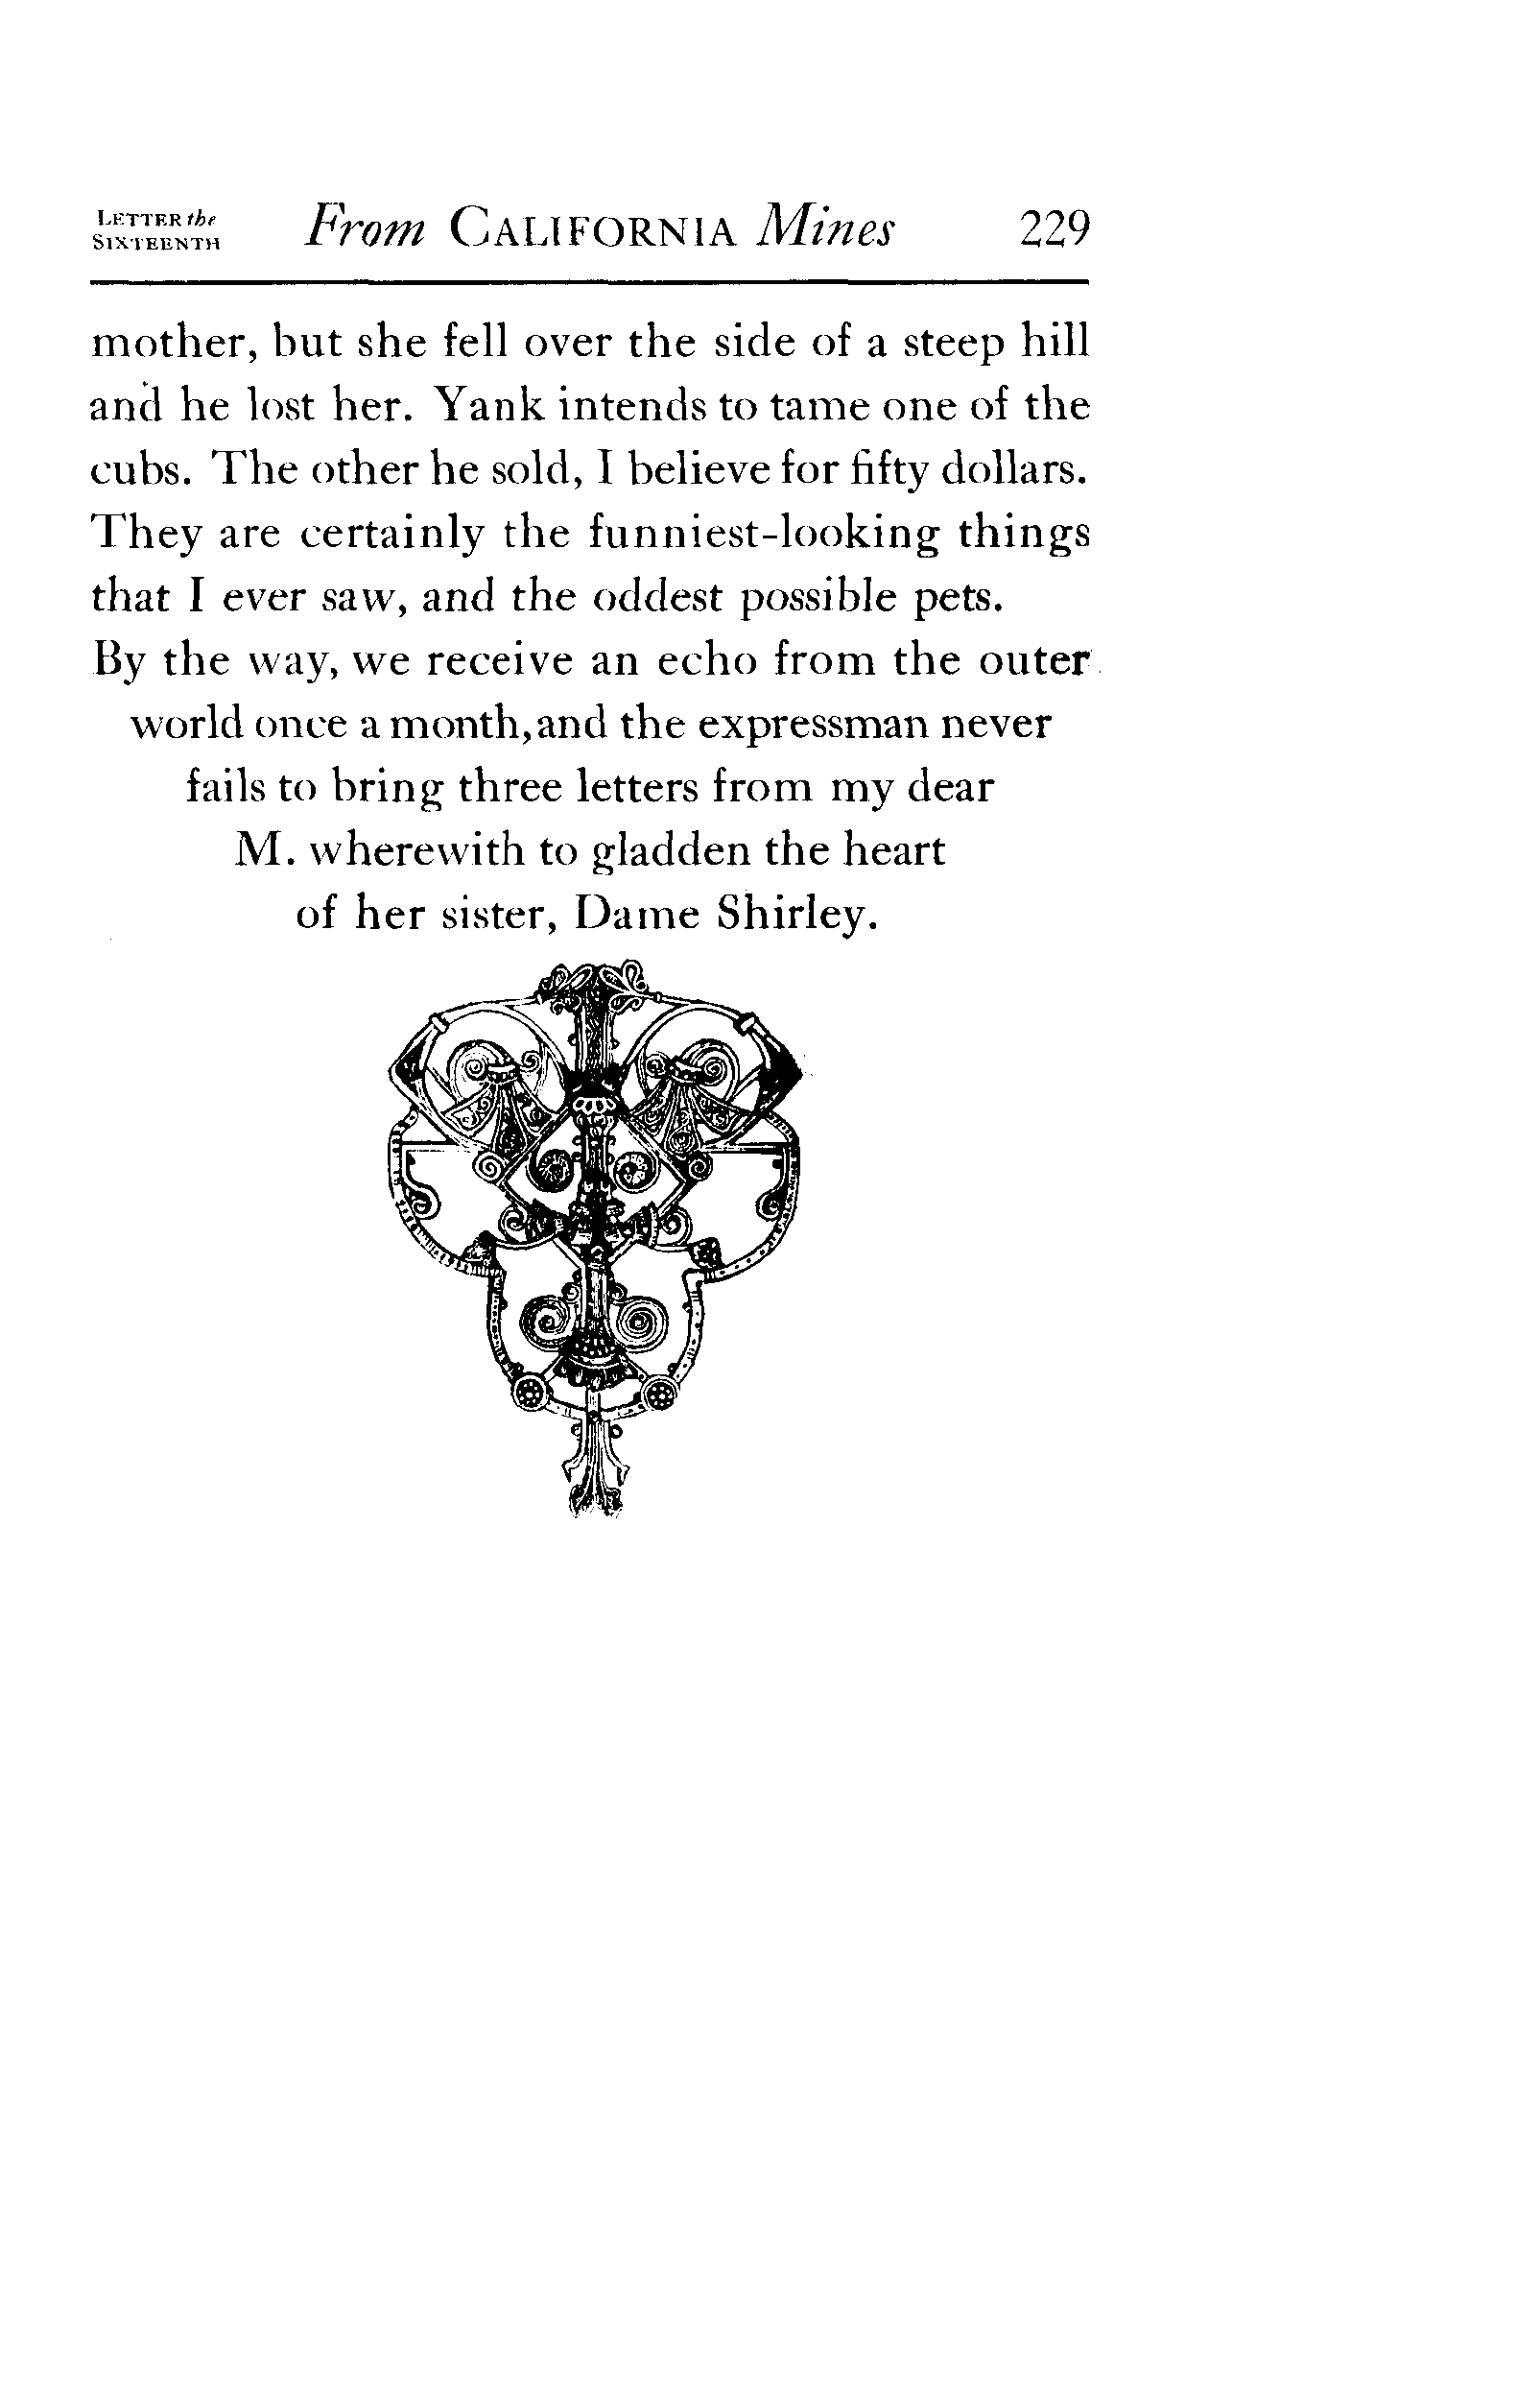 LETTER the
SIXTEENTH
From CALIFORNIA Mines
229
mother, but she fell over the side of a steep hill
and he lost her. Yank intends to tame one of the
cubs. The other he sold, I believe for fifty dollars.
They are certainly the funniest-looking things
that I ever saw, and the oddest possible pets.
By the way, we receive an echo from the outer
world once a month, and the expressman never
fails to bring three letters from my dear
M. wherewith to gladden the heart
of her sister, Dame Shirley.